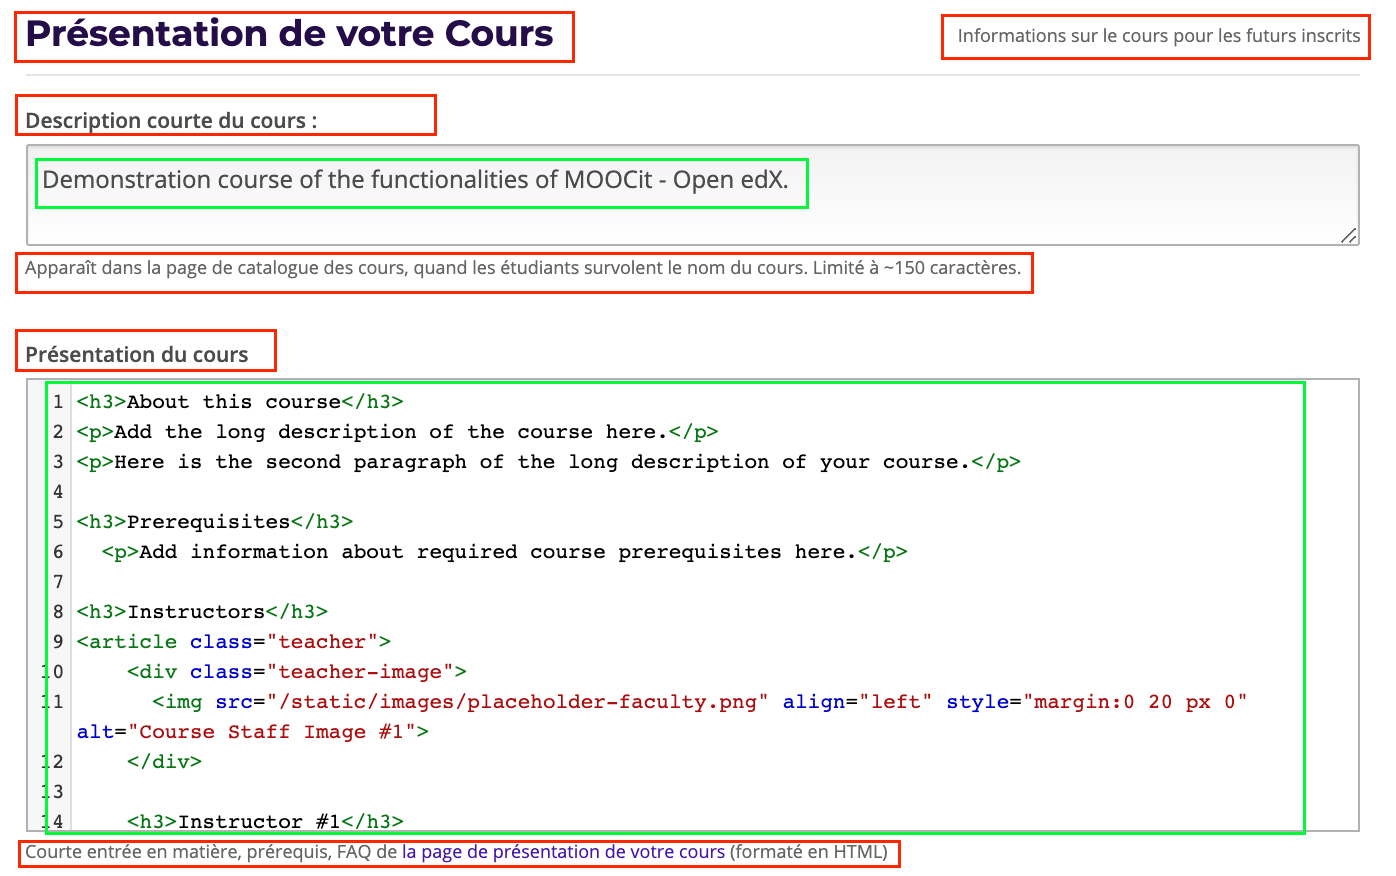 Présentation de votre Cours
Informations sur le cours pour les futurs inscrits
Description courte du cours :
Demonstration course of the functionalities of MOOCit - Open edX.
Apparaît dans la page de catalogue des cours, quand les étudiants survolent le nom du cours. Limité à ~150 caractères.
Présentation du cours
1 <h3>About this course</h3>
2 <p>Add the long description of the course here.</p>
3 <p>Here is the second paragraph of the long description of your course.</p>
4
5 <h3>Prerequisites</h3>
6   <p>Add information about required course prerequisites here.</p>
7
8 <h3>Instructors</h3>
9 <article class="teacher">
10     <div class="teacher-image">
11       <img src="/static/images/placeholder-faculty.png" align="left" style="margin:0 20 px 0"
alt="Course Staff Image #1">
12     </div>
13
14     <h3>Instructor #1</h3>
Courte entrée en matière, prérequis, FAQ de la page de présentation de votre cours (formaté en HTML)